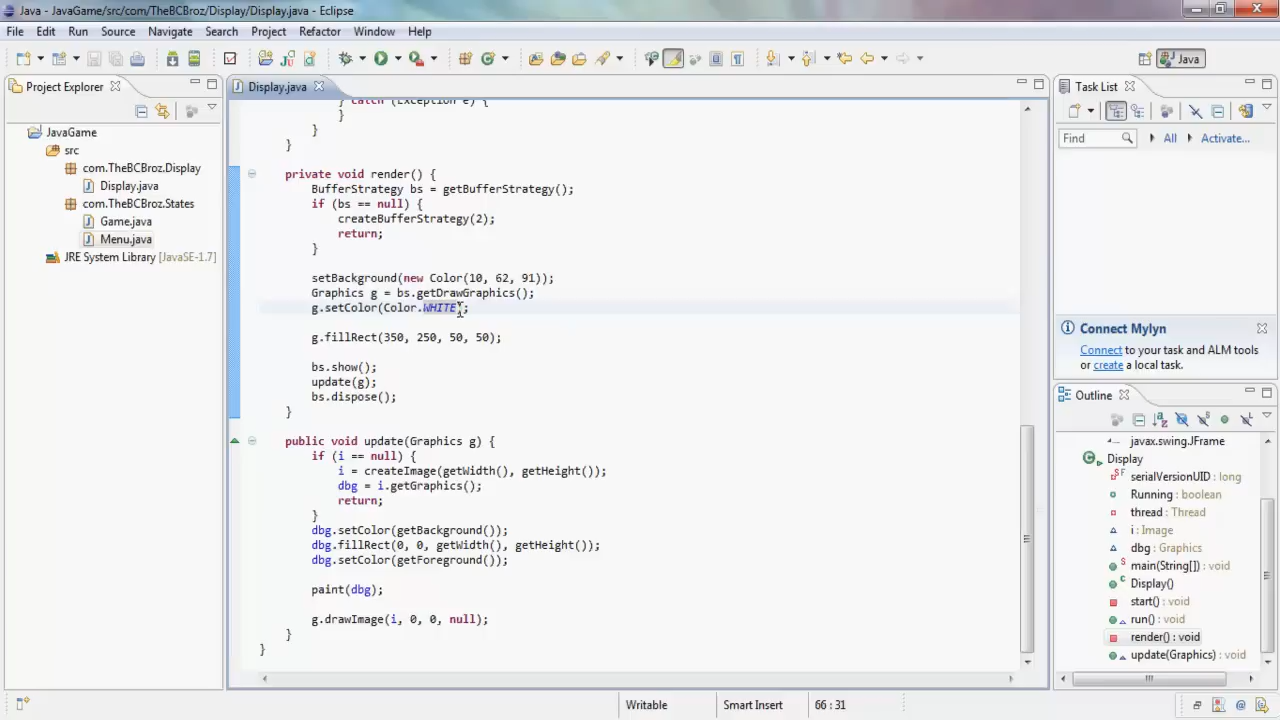 Java - JavaGame/src/com/TheBCBroz/Display/Display.java - Eclipse
File Edit Run Source Search Project Refactor Navigate Window Help
Java
Project Explorer
JavaGame
src
com.TheBCBroz.Display
Display.java
com.TheBCBroz.States
Game.java
Menu.java
JRE System Library [JavaSE-1.7]
Display.java
} catch (Exception e) {
}
}
}
private void render() {
BufferStrategy bs = getBufferStrategy();
if (bs == null) {
createBufferStrategy(2);
return;
}
setBackground(new Color(10, 62, 91));
Graphics g = bs.getDrawGraphics();
g.setColor(Color.WHITE);
g.fillRect(350, 250, 50, 50);
bs.show();
update(g);
bs.dispose();
}
public void update(Graphics g) {
if (i == null) {
i = createImage(getWidth(), getHeight());
dbg = i.getGraphics();
return;
}
dbg.setColor(getBackground());
dbg.fillRect(0, 0, getWidth(), getHeight());
dbg.setColor(getForeground());
paint(dbg);
g.drawImage(i, 0, 0, null);
}
}
Task List
Find All Activate...
Connect Mylyn
Connect to your task and ALM tools
or create a local task.
Outline
javax.swing.JFrame
Display
serialVersionUID : long
Running : boolean
thread : Thread
i : Image
dbg : Graphics
main(String[]) : void
Display()
start() : void
run() : void
render() : void
update(Graphics) : void
Writable Smart Insert 66 : 31